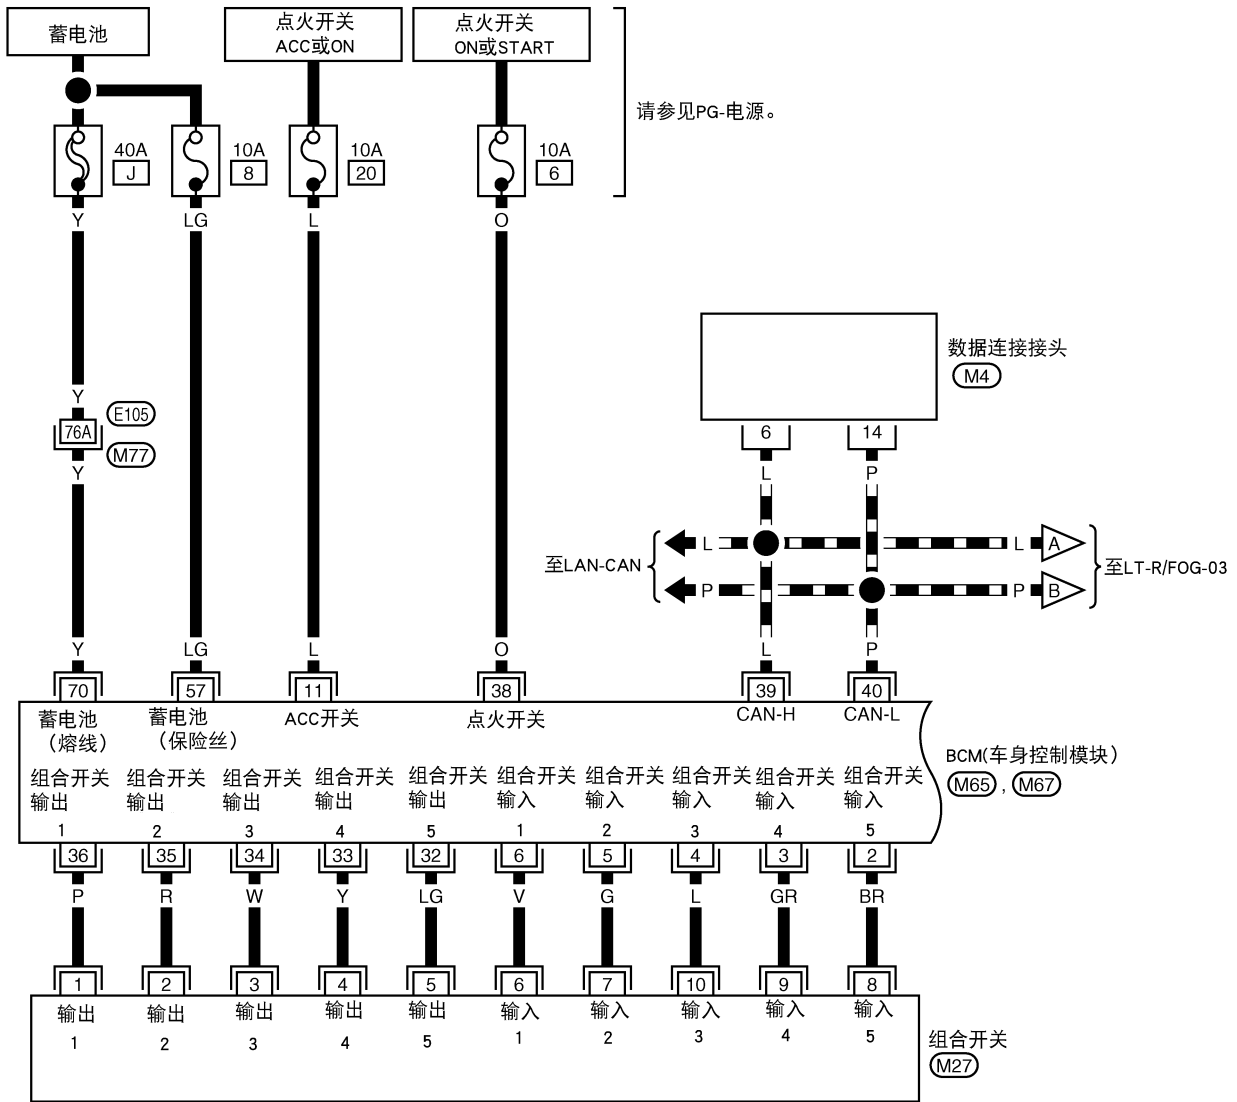 蓄电池
点火开关
ACC或ON
点火开关
ON或START
请参见PG-电源。
40A
J
10A
8
10A
20
10A
6
Y
LG
L
O
Y
E105
76A
M77
Y
数据连接接头
M4
6
14
L
P
至LAN-CAN
L
L
A
P
P
B
至LT-R/FOG-03
Y
LG
L
O
L
P
70
57
11
38
39
40
蓄电池
(熔线)
蓄电池
(保险丝)
ACC开关
点火开关
CAN-H
CAN-L
BCM(车身控制模块)
M65 , M67
组合开关
输出
1
组合开关
输出
2
组合开关
输出
3
组合开关
输出
4
组合开关
输出
5
组合开关
输入
1
组合开关
输入
2
组合开关
输入
3
组合开关
输入
4
组合开关
输入
5
36
35
34
33
32
6
5
4
3
2
P
R
W
Y
LG
V
G
L
GR
BR
1
2
3
4
5
6
7
10
9
8
输出
1
输出
2
输出
3
输出
4
输出
5
输入
1
输入
2
输入
3
输入
4
输入
5
组合开关
M27